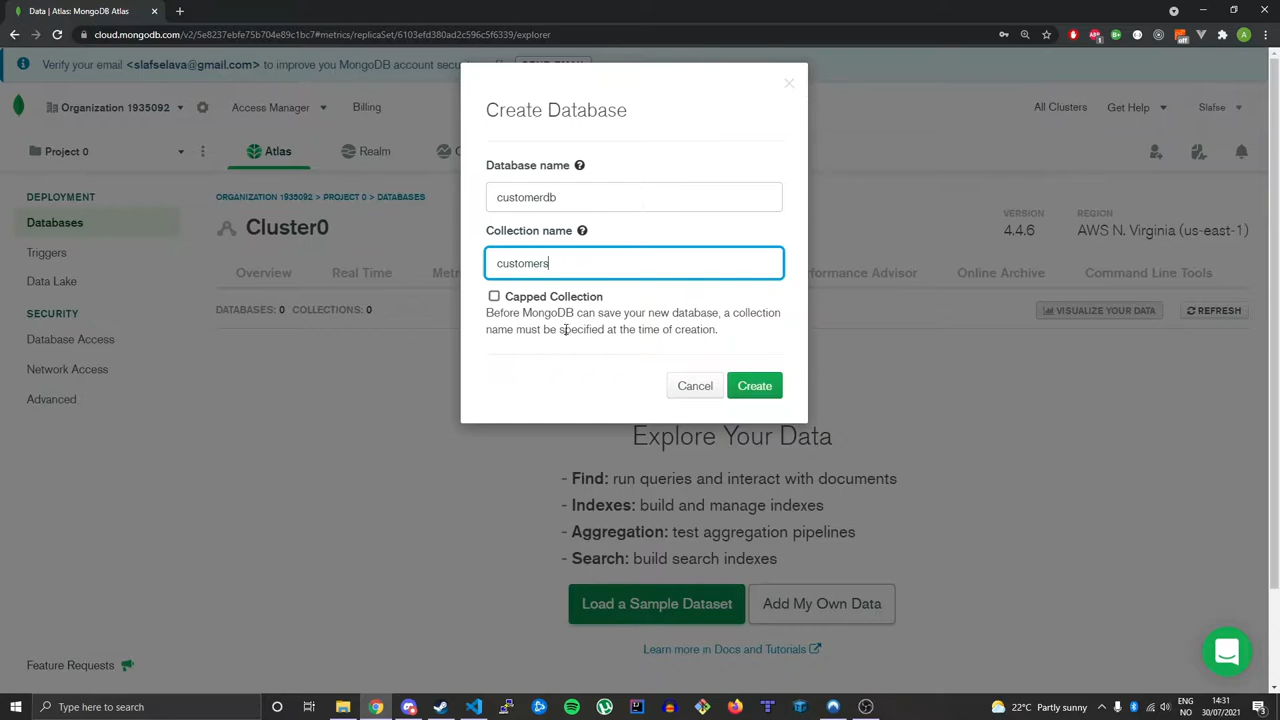 Data | MongoDB Atlas
cloud.mongodb.com/v2/5e8237ebfe75b704e89c1bc7#metrics/replicaSet/6103efd380ad2c596c5f6339/explorer
Verify your email <slafselava@gmail.com> to improve you MongoDB account secu
Organization 1935092
Access Manager
Billing
All Clusters
Get Help
Slafse
Project 0
Atlas
Realm
DEPLOYMENT
Databases
Triggers
Data Lake
SECURITY
Database Access
Network Access
Advanced
Feature Requests
ORGANIZATION 1935092 > PROJECT 0 > DATABASES
Cluster0
VERSION
4.4.6
REGION
AWS N. Virginia (us-east-1)
Overview
Real Time
Metr
formance Advisor
Online Archive
Command Line Tools
DATABASES: 0 COLLECTIONS: 0
VISUALIZE YOUR DATA
REFRESH
Create Database
Database name
customerdb
Collection name
customers
Capped Collection
Before MongoDB can save your new database, a collection
name must be specified at the time of creation.
Cancel
Create
Explore Your Data
- Find: run queries and interact with documents
- Indexes: build and manage indexes
- Aggregation: test aggregation pipelines
- Search: build search indexes
Load a Sample Dataset
Add My Own Data
Learn more in Docs and Tutorials
Type here to search
22°C Partly sunny
ENG
NO
14:31
30/07/2021